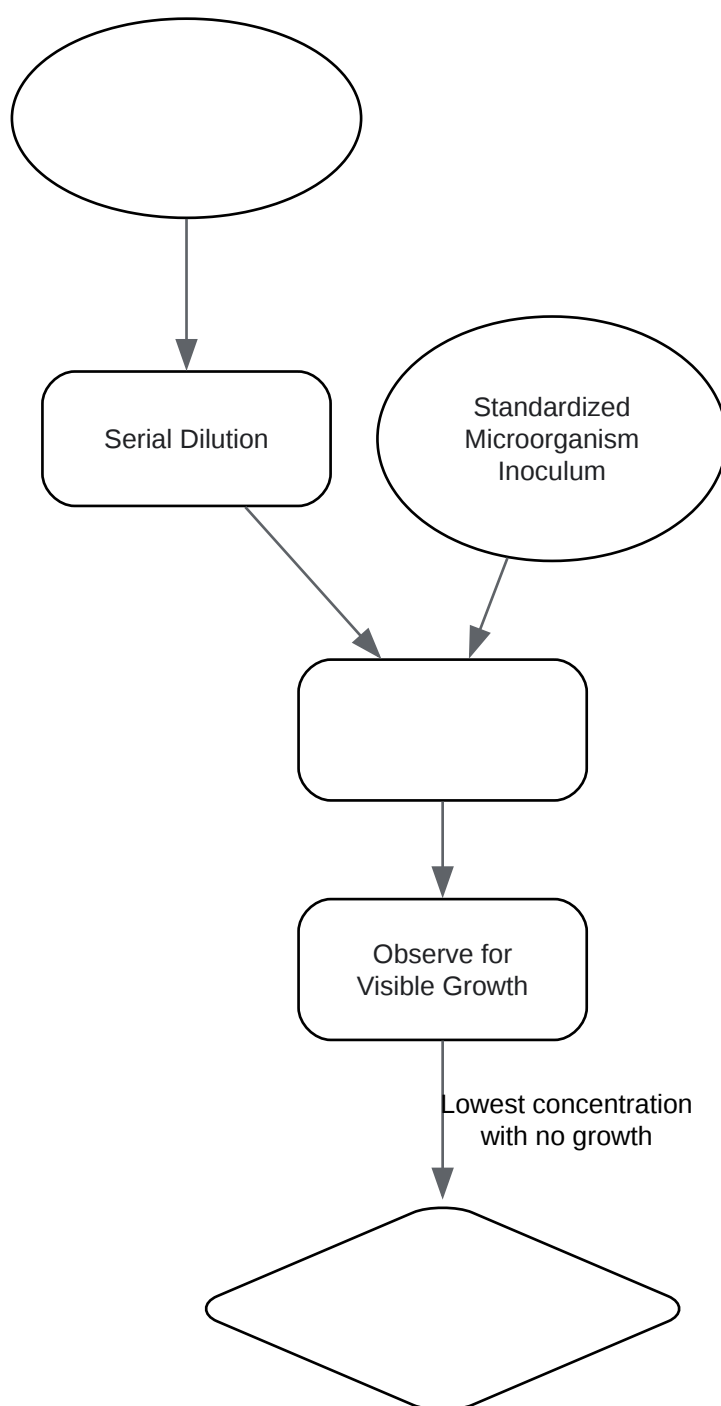 Serial Dilution
Standardized
Microorganism
Inoculum
Observe for
Visible Growth
Lowest concentration
with no growth